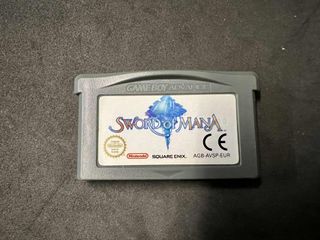 GAME BOY ADVANCE
SWORD of MANA
Nintendo SQUARE ENIX. AGB-AVSP-EUR
CE